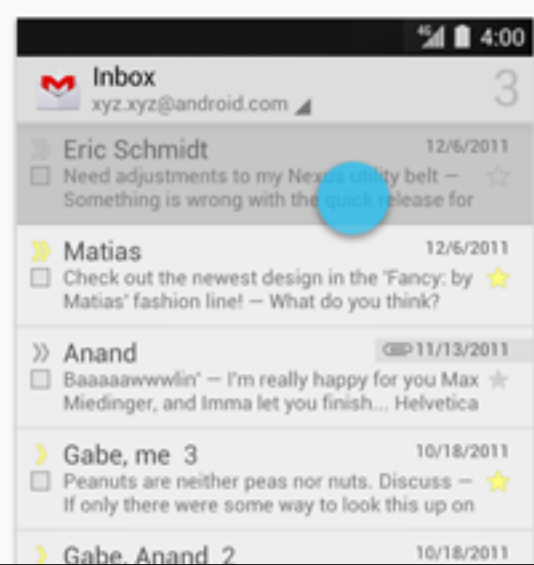 4G 4:00
Inbox 3
xyz.xyz@android.com
Eric Schmidt 12/6/2011
Need adjustments to my Nexus utility belt —
Something is wrong with the quick release for
Matias 12/6/2011
Check out the newest design in the 'Fancy: by
Matias' fashion line! — What do you think?
Anand 11/13/2011
Baaaaawwwlin' — I'm really happy for you Max
Miedinger, and Imma let you finish... Helvetica
Gabe, me 3 10/18/2011
Peanuts are neither peas nor nuts. Discuss —
If only there were some way to look this up on
Gabe, Anand 2 10/18/2011